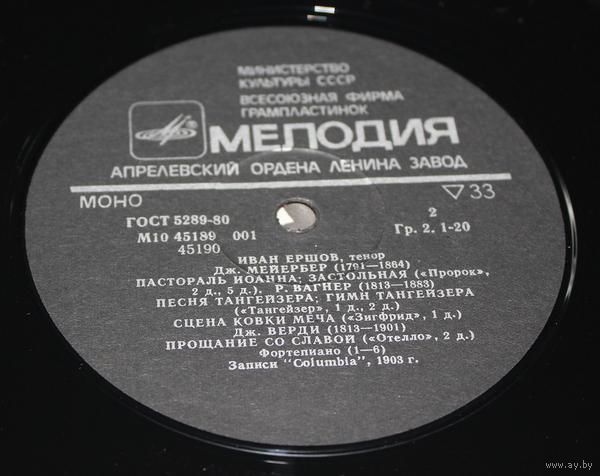 МИНИСТЕРСТВО
КУЛЬТУРЫ СССР
ВСЕСОЮЗНАЯ ФИРМА
ГРАМПЛАСТИНОК
МЕЛОДИЯ
АПРЕЛЕВСКИЙ ОРДЕНА ЛЕНИНА ЗАВОД
МОНО ▽ 33
ГОСТ 5289-80 2
М10 45189 001 Гр. 2. 1-20
45190
ИВАН ЕРШОВ, тенор
Дж. МЕЙЕРБЕР (1791—1864)
ПАСТОРАЛЬ ИОАННА; ЗАСТОЛЬНАЯ («Пророк»,
2 д., 5 д.). Р. ВАГНЕР (1813—1883)
ПЕСНЯ ТАНГЕЙЗЕРА; ГИМН ТАНГЕЙЗЕРА
(«Тангейзер», 1 д., 2 д.)
СЦЕНА КОВКИ МЕЧА («Зигфрид», 1 д.)
Дж. ВЕРДИ (1813—1901)
ПРОЩАНИЕ СО СЛАВОЙ («Отелло», 2 д.)
Фортепиано (1—6)
Записи "Columbia", 1903 г.
www.ay.by